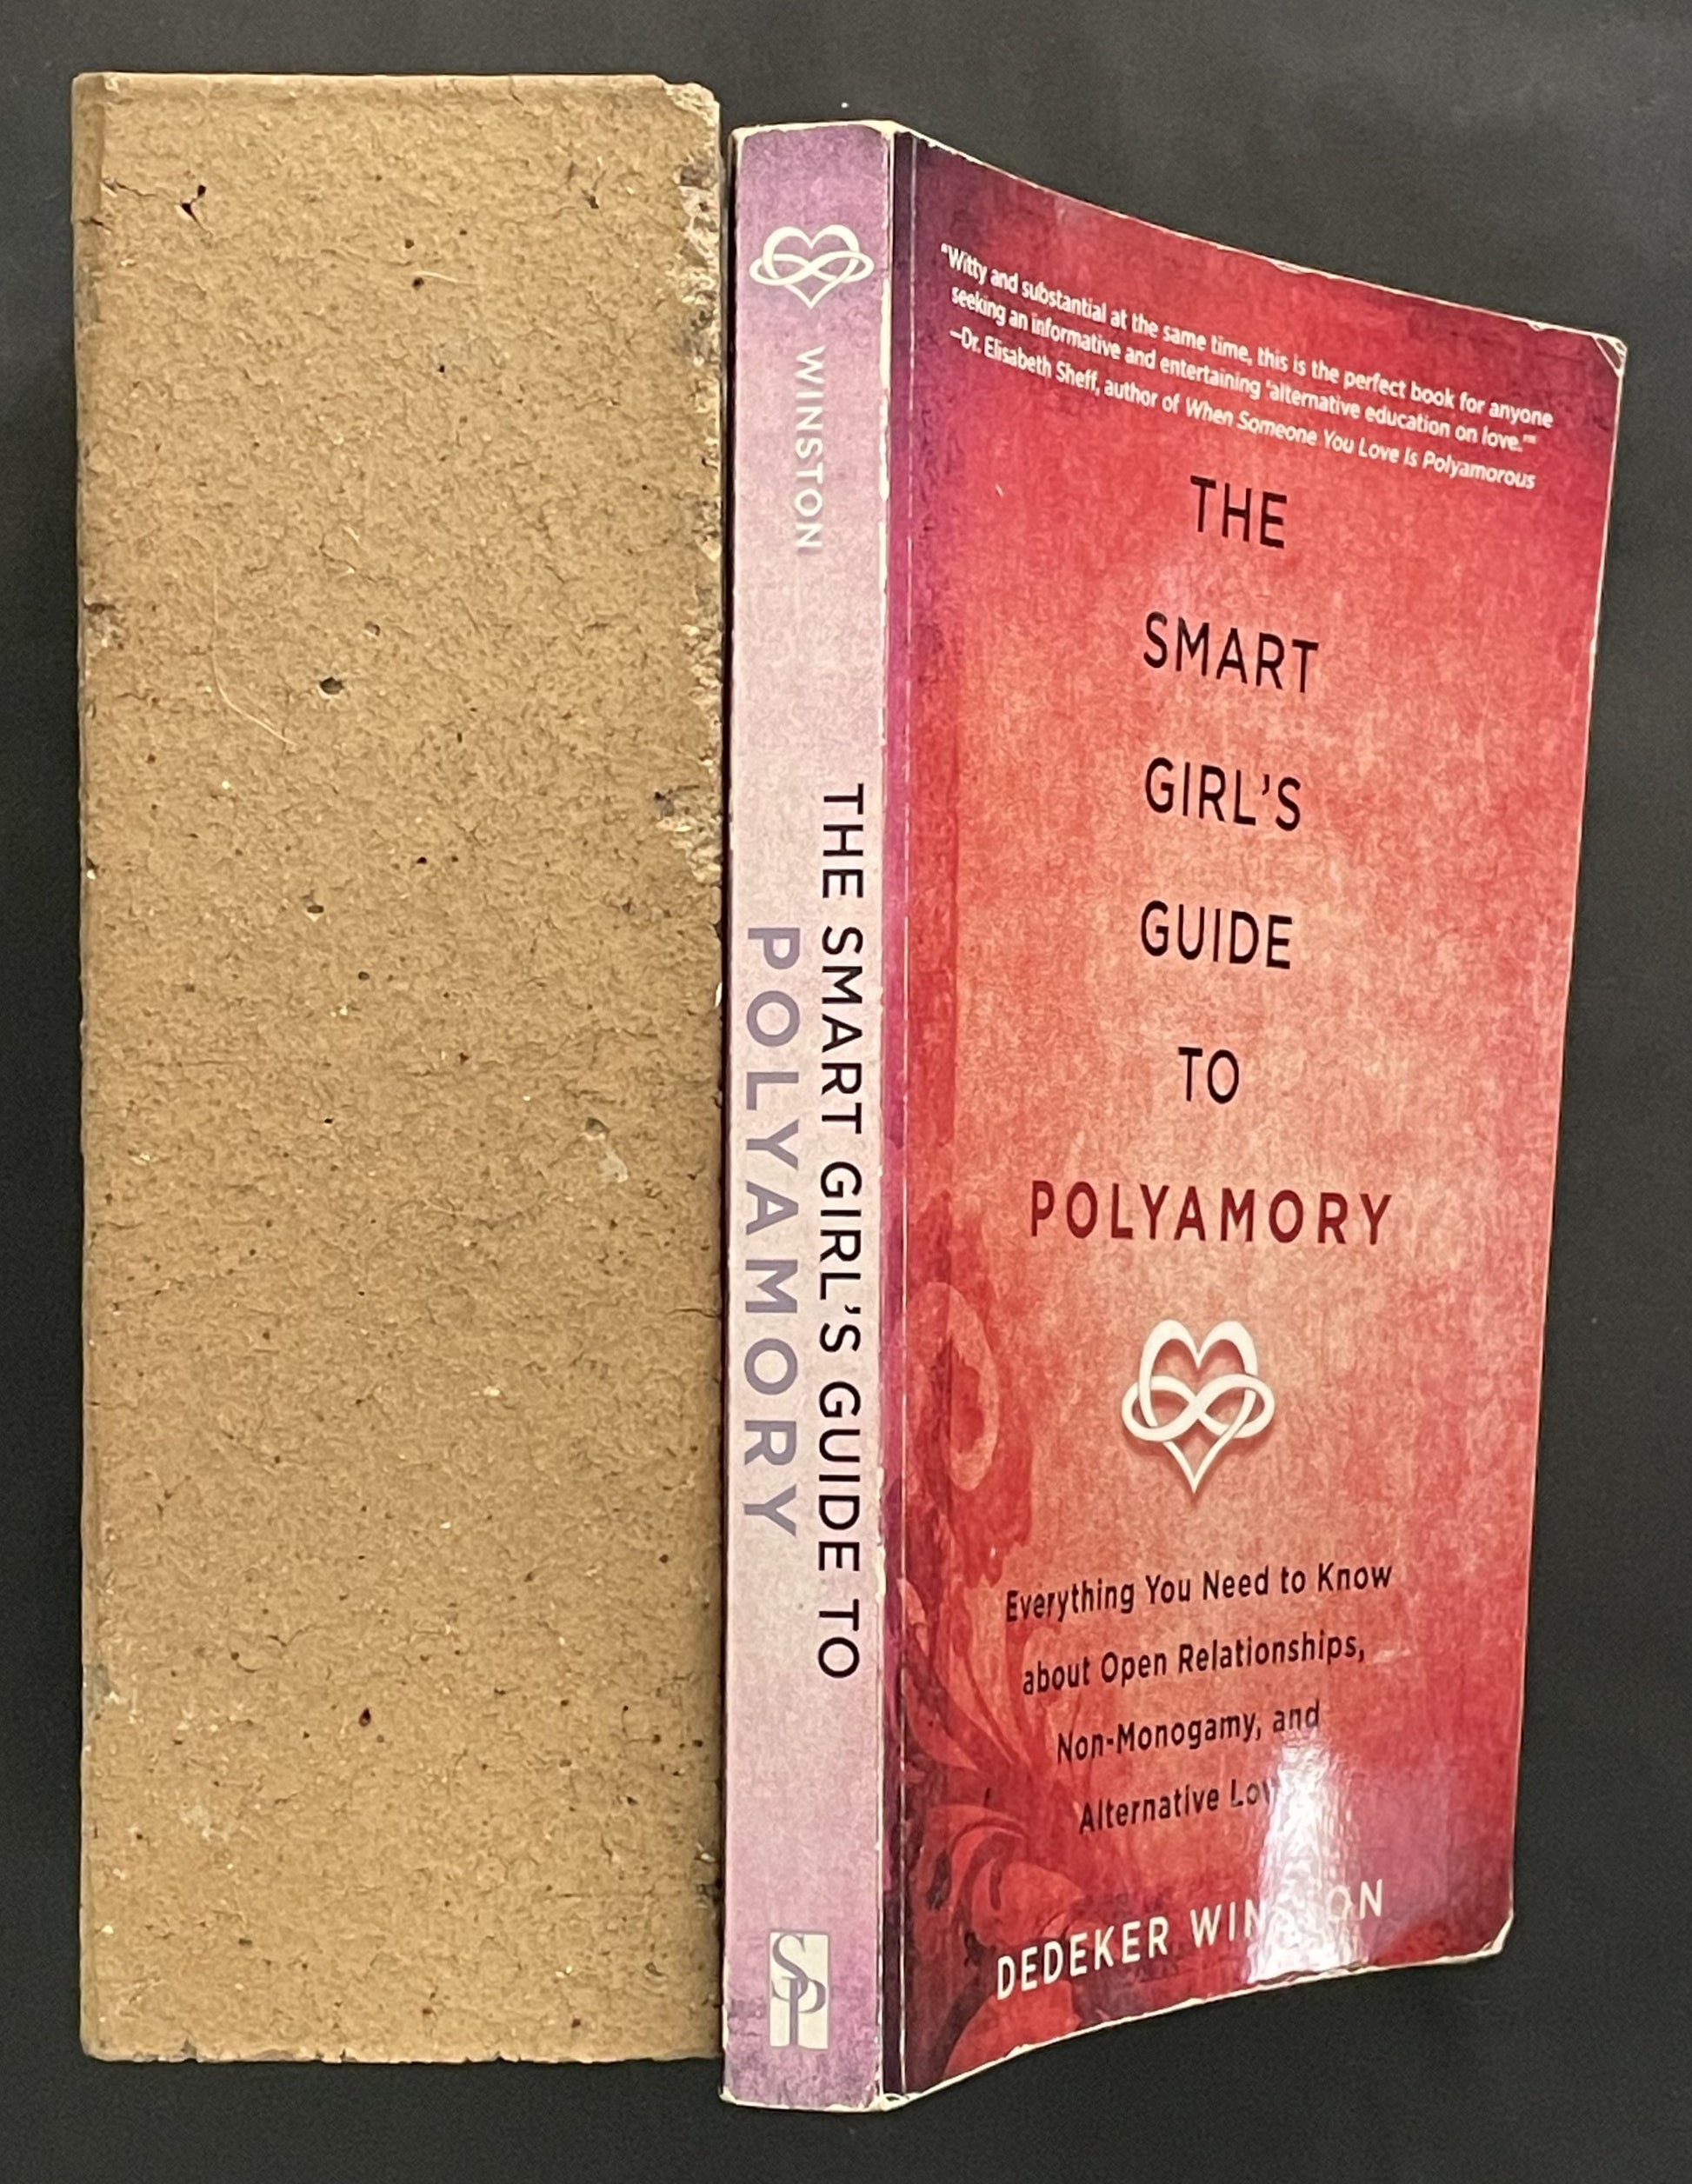 WINSTON
THE SMART GIRL'S GUIDE TO
POLYAMORY
SP
"Witty and substantial at the same time, this is the perfect book for anyone
seeking an informative and entertaining 'alternative education on love.'"
—Dr. Elisabeth Sheff, author of When Someone You Love Is Polyamorous
THE
SMART
GIRL'S
GUIDE
TO
POLYAMORY
Everything You Need to Know
about Open Relationships,
Non-Monogamy, and
Alternative
DEDEKER WINSTON